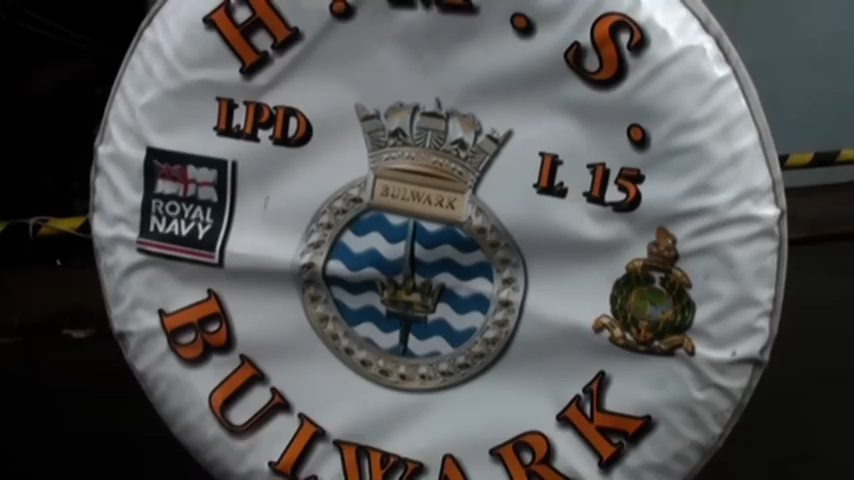 H.M.S.
LPD
L 15
ROYAL
NAVY
BULWARK
BULWARK